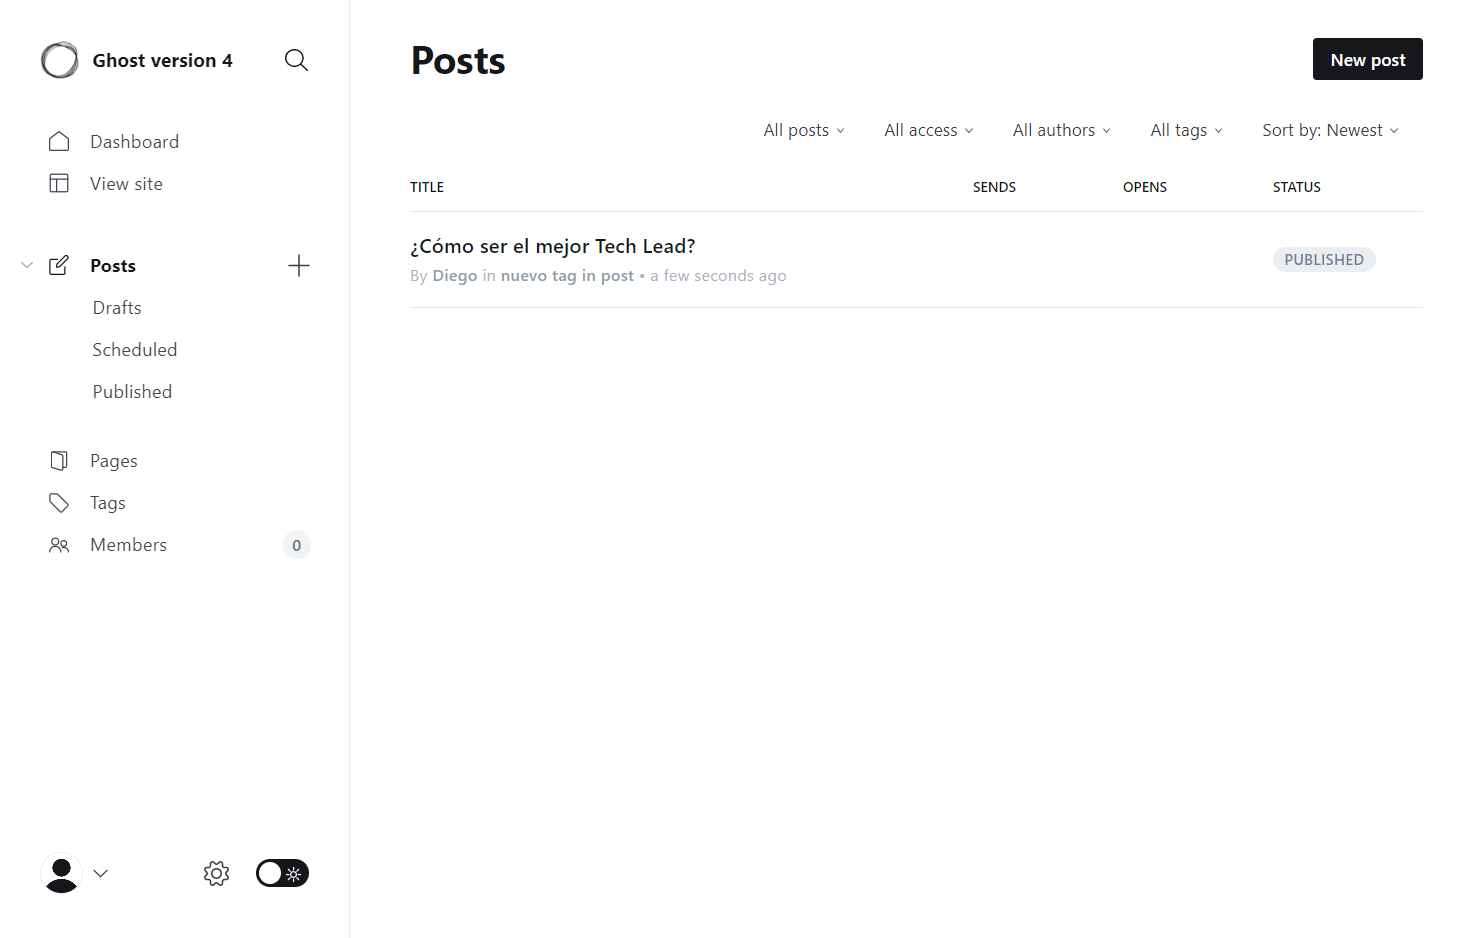 Ghost version 4
Dashboard
View site
Posts
Drafts
Scheduled
Published
Pages
Tags
Members 0
Posts
New post
All posts All access All authors All tags Sort by: Newest
TITLE SENDS OPENS STATUS
¿Cómo ser el mejor Tech Lead?
By Diego in nuevo tag in post • a few seconds ago
PUBLISHED